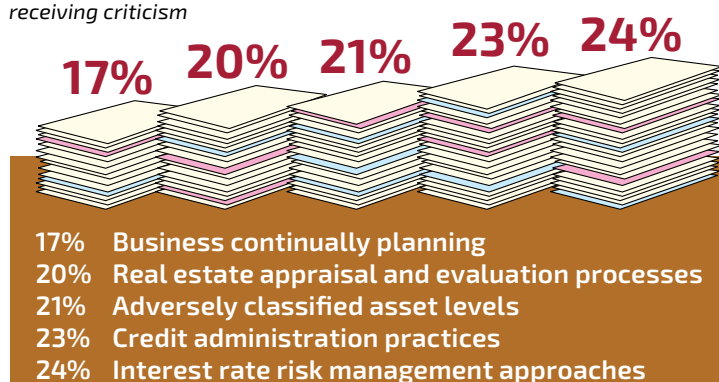 receiving criticism
17% 20% 21% 23% 24%
17% Business continually planning
20% Real estate appraisal and evaluation processes
21% Adversely classified asset levels
23% Credit administration practices
24% Interest rate risk management approaches